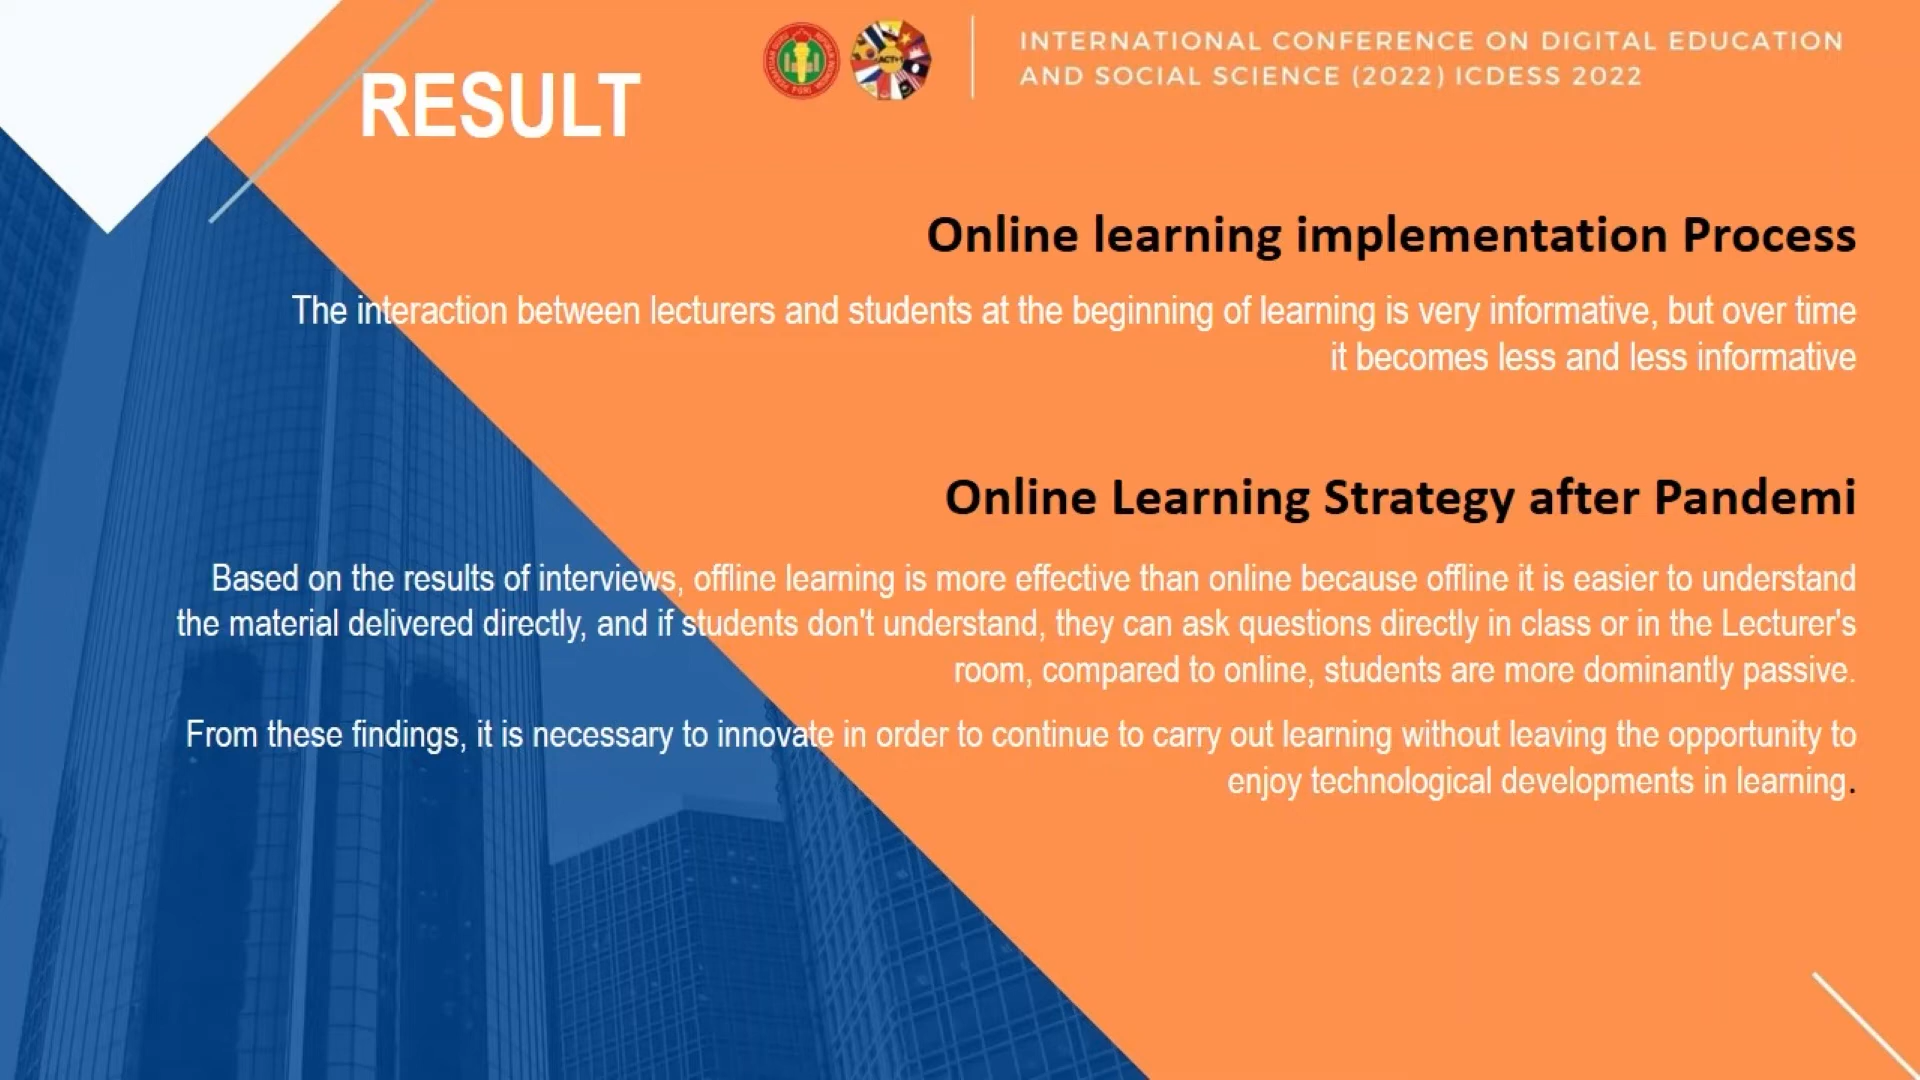 INTERNATIONAL CONFERENCE ON DIGITAL EDUCATION
AND SOCIAL SCIENCE (2022) ICDESS 2022
RESULT
Online learning implementation Process
The interaction between lecturers and students at the beginning of learning is very informative, but over time
it becomes less and less informative
Online Learning Strategy after Pandemi
Based on the results of interviews, offline learning is more effective than online because offline it is easier to understand
the material delivered directly, and if students don't understand, they can ask questions directly in class or in the Lecturer's
room, compared to online, students are more dominantly passive.
From these findings, it is necessary to innovate in order to continue to carry out learning without leaving the opportunity to
enjoy technological developments in learning.